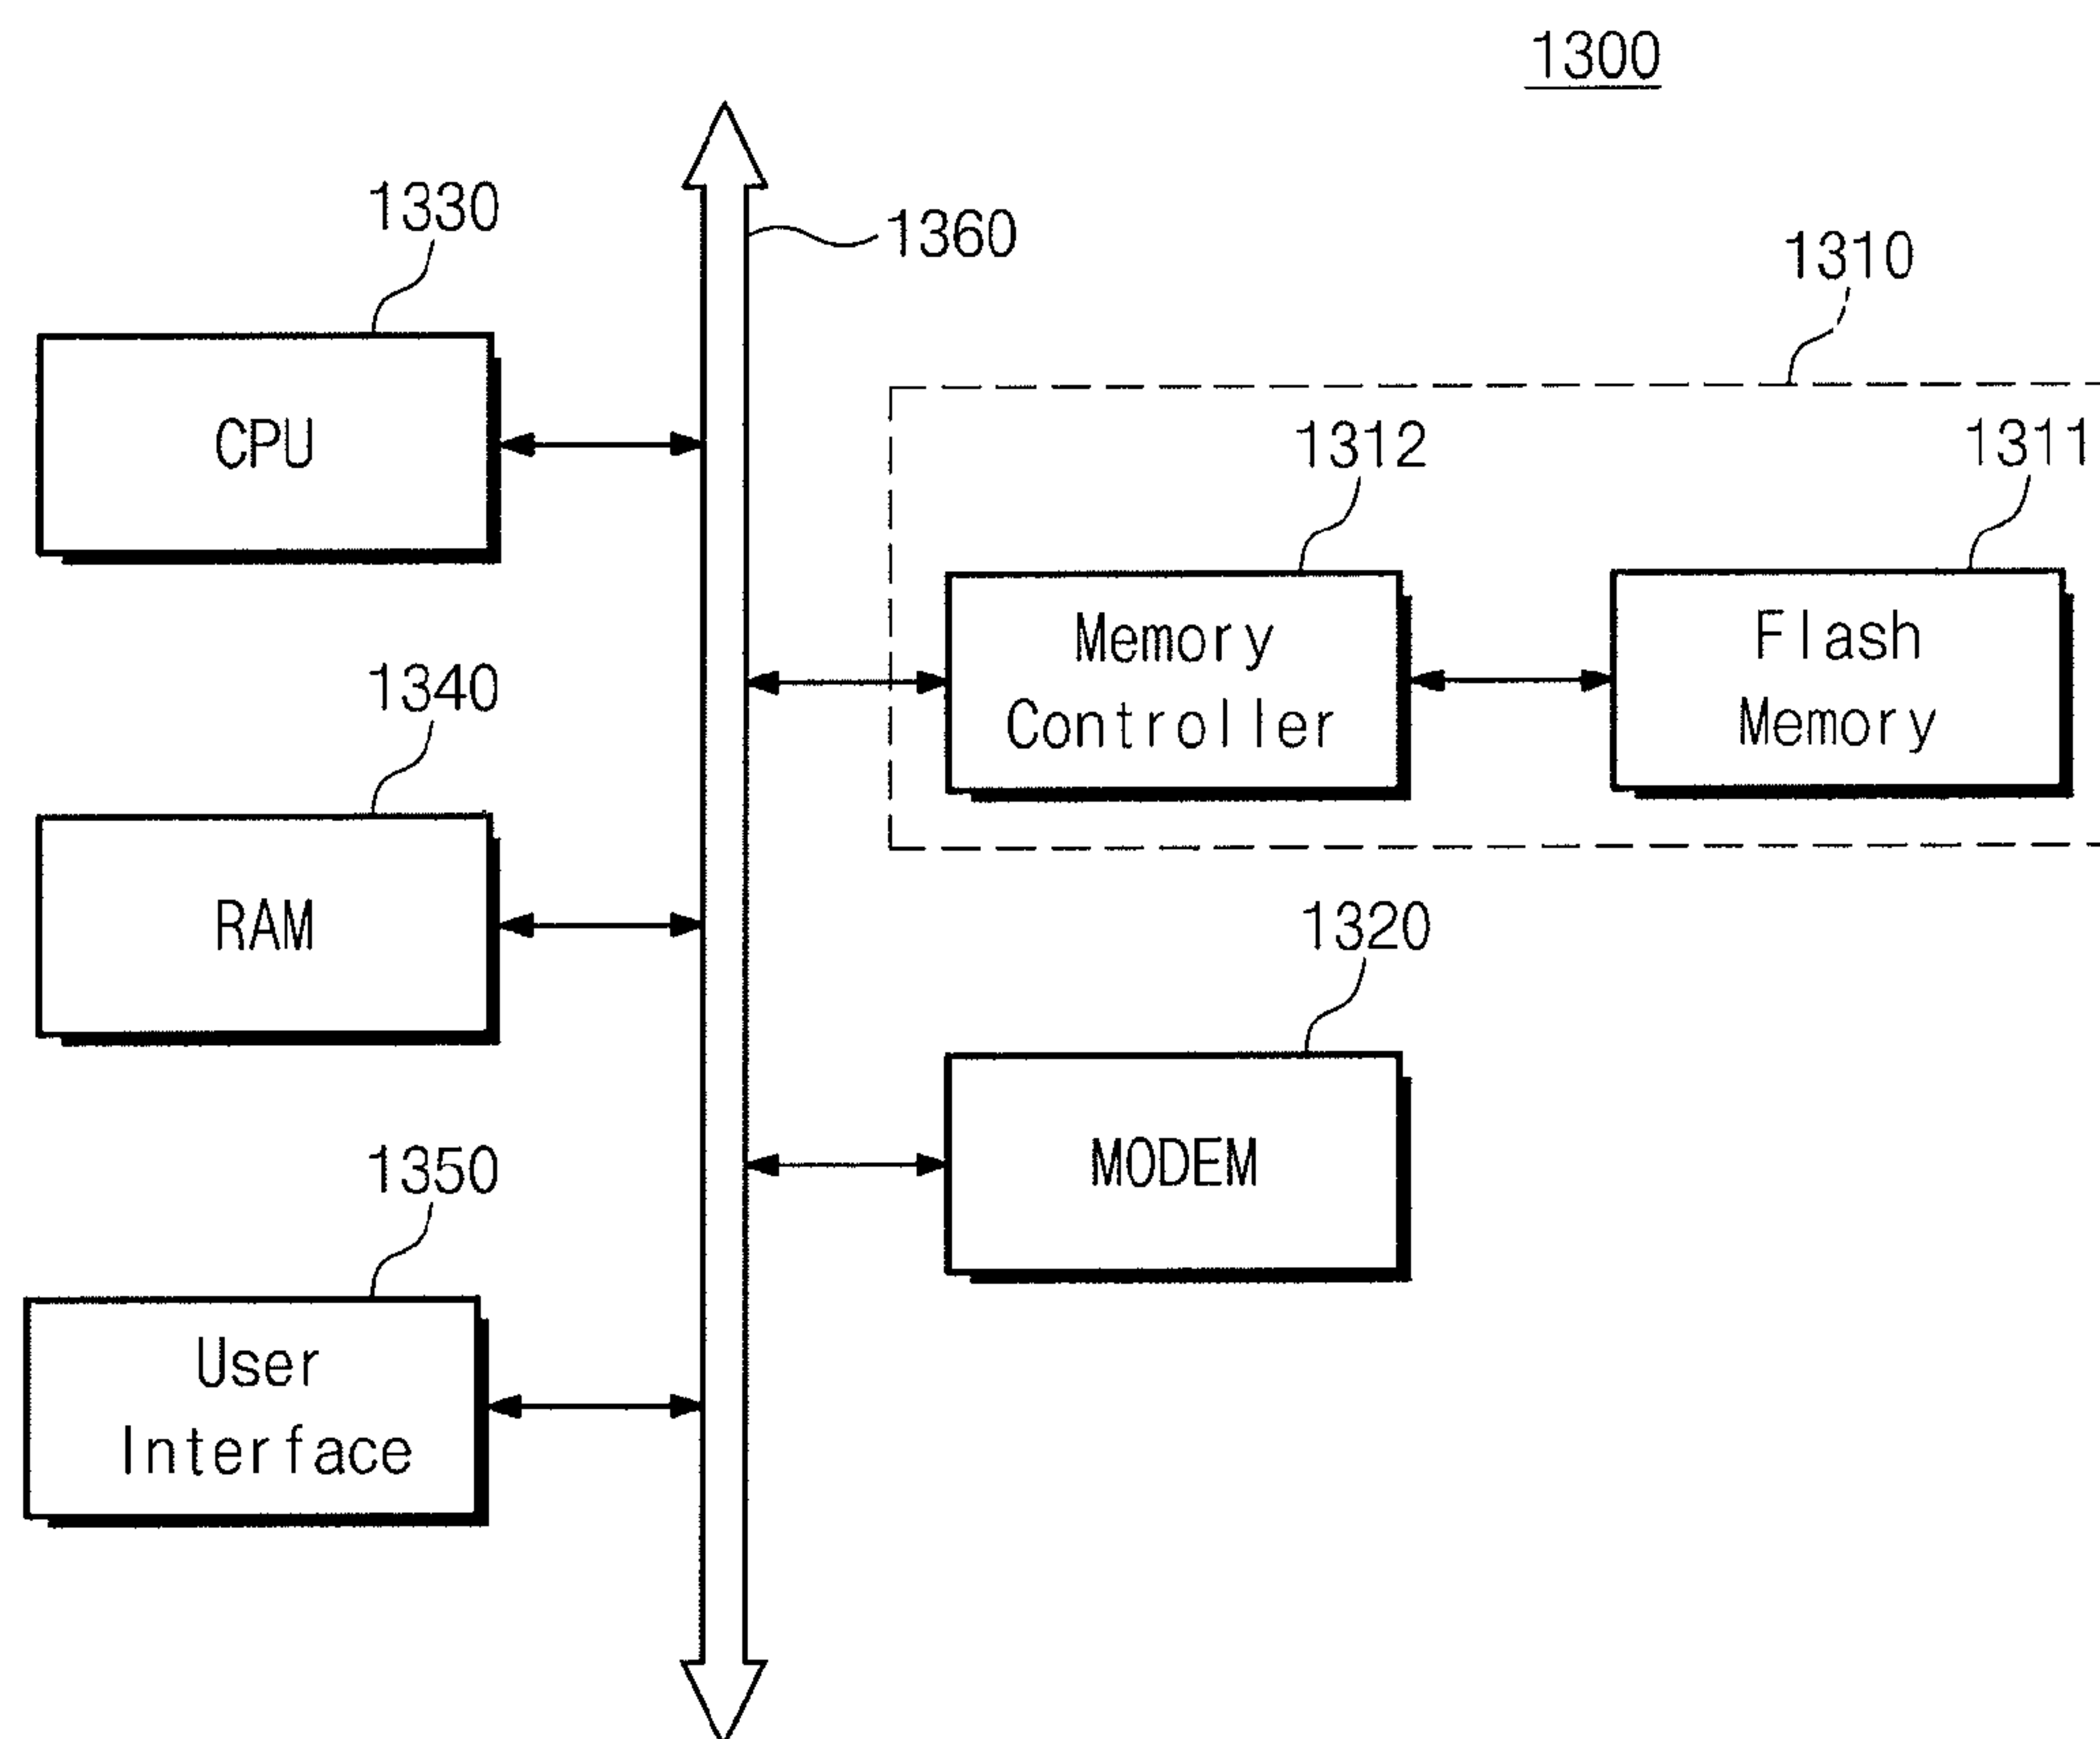 1300
1330
1360
1310
CPU
1312
1311
Memory
Controller
Flash
Memory
1340
RAM
1320
MODEM
1350
User
Interface